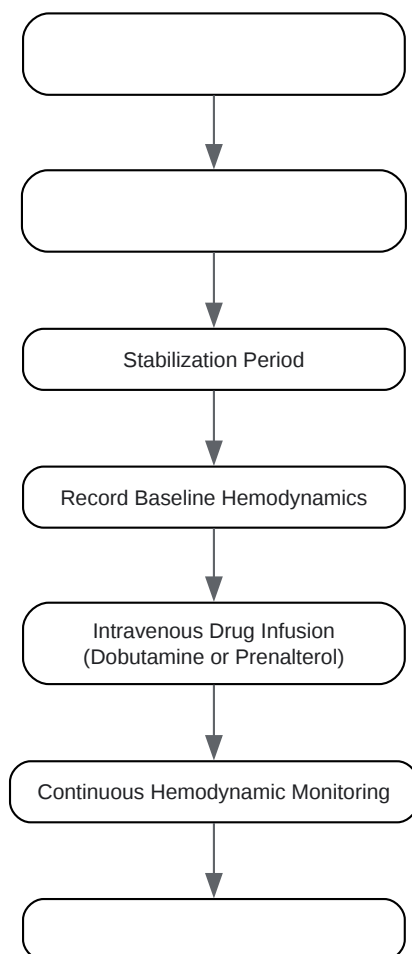 Stabilization Period
Record Baseline Hemodynamics
Intravenous Drug Infusion
(Dobutamine or Prenalterol)
Continuous Hemodynamic Monitoring